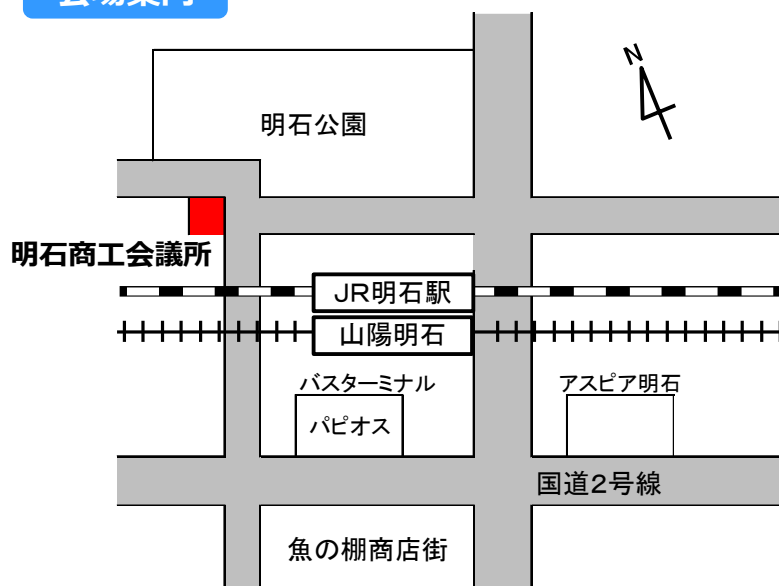 会場案内
N
明石公園
明石商工会議所
JR明石駅
山陽明石
バスターミナル
アスピア明石
パピオス
国道2号線
魚の棚商店街